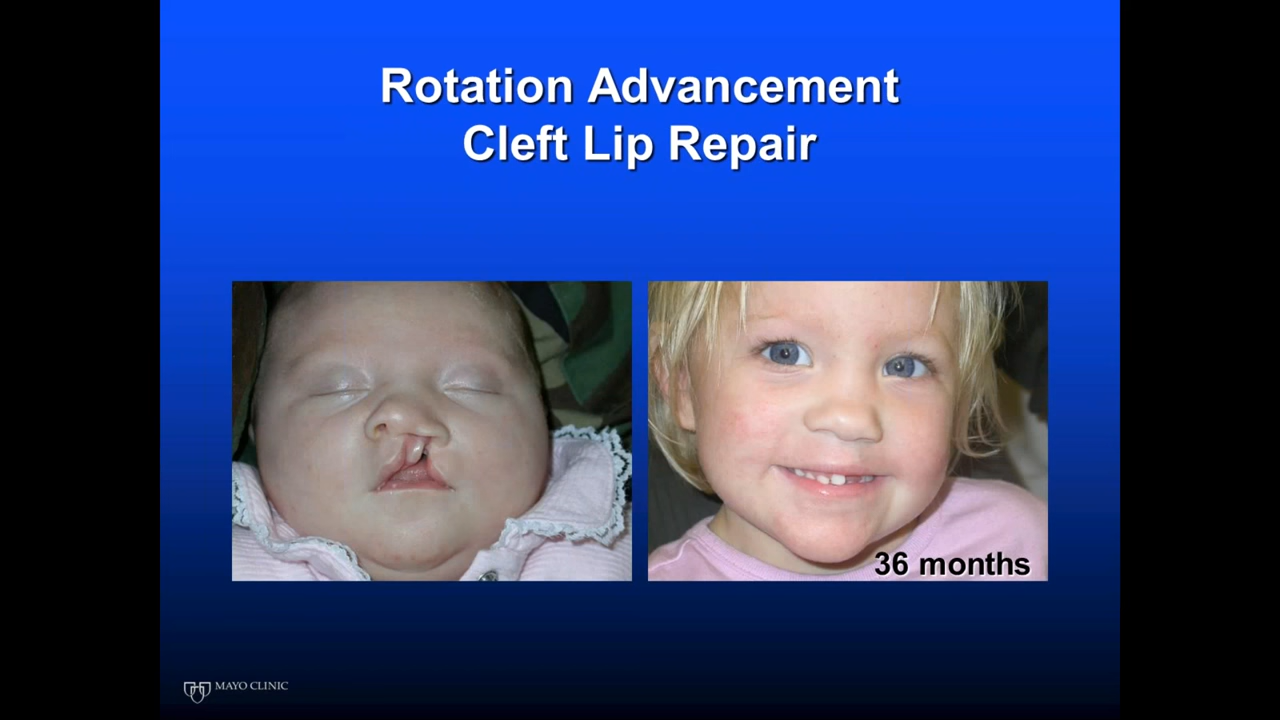 Rotation Advancement
Cleft Lip Repair
36 months
MAYO CLINIC